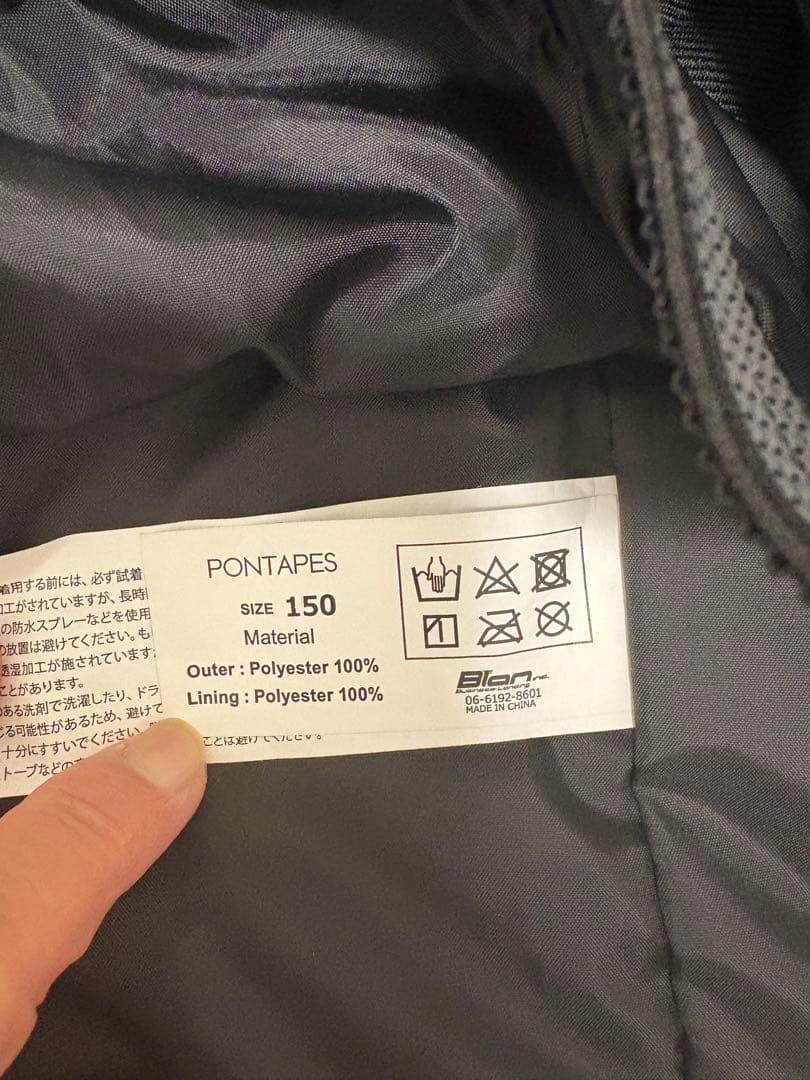 着用する前には、必ず試着
加工がされていますが、長時
の防水スプレーなどを使用
の放置は避けてください。も
透湿加工が施されています
ことがあります。
のある洗剤で洗濯したり、ドラ
じる可能性があるため、避けて
十分にすすいでください。
トーブなどの
ことは避けてください。
PONTAPES
SIZE 150
Material
Outer : Polyester 100%
Lining : Polyester 100%
Blan inc.
06-6192-8601
MADE IN CHINA